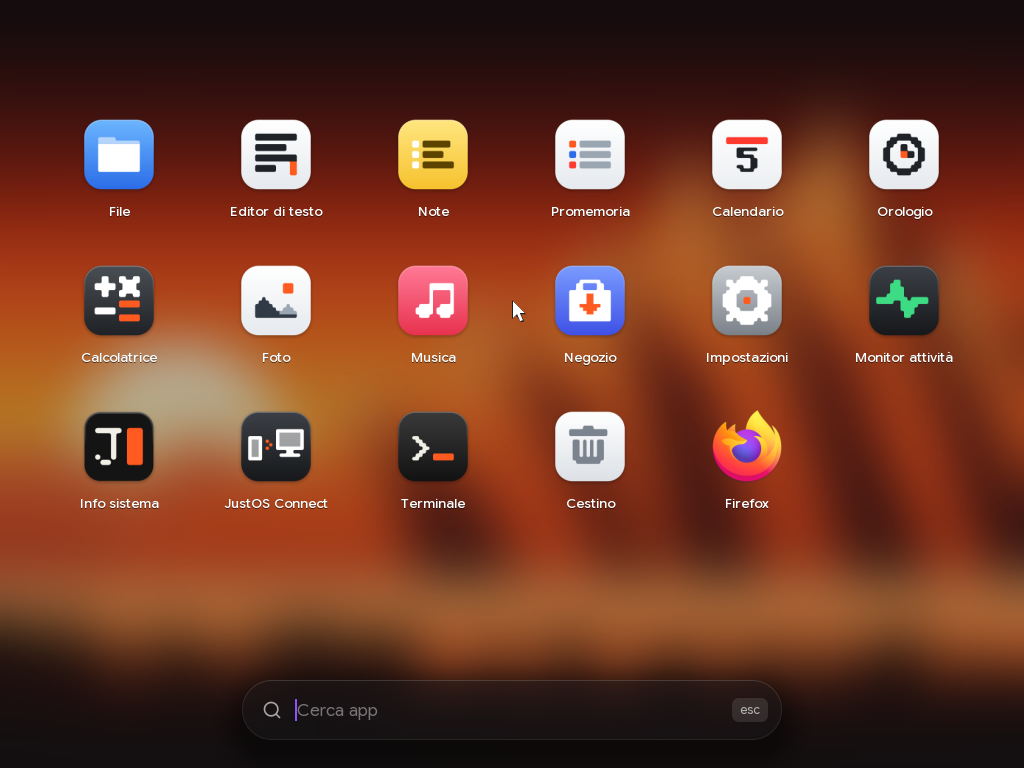 5
File
Editor di testo
Note
Promemoria
Calendario
Orologio
Calcolatrice
Foto
Musica
Negozio
Impostazioni
Monitor attività
Info sistema
JustOS Connect
Terminale
Cestino
Firefox
Cerca app
esc